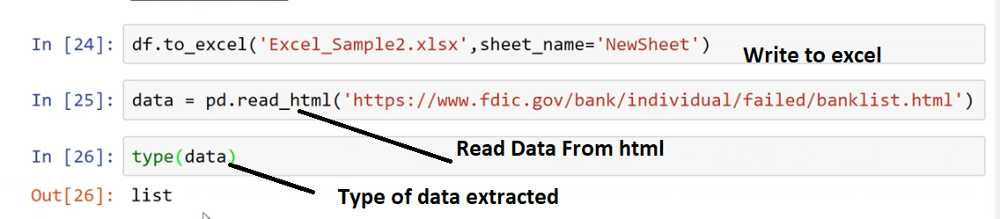 In [24]: df.to_excel('Excel_Sample2.xlsx',sheet_name='NewSheet')
Write to excel
In [25]: data = pd.read_html('https://www.fdic.gov/bank/individual/failed/banklist.html')
Read Data From html
In [26]: type(data)
Out[26]: list
Type of data extracted